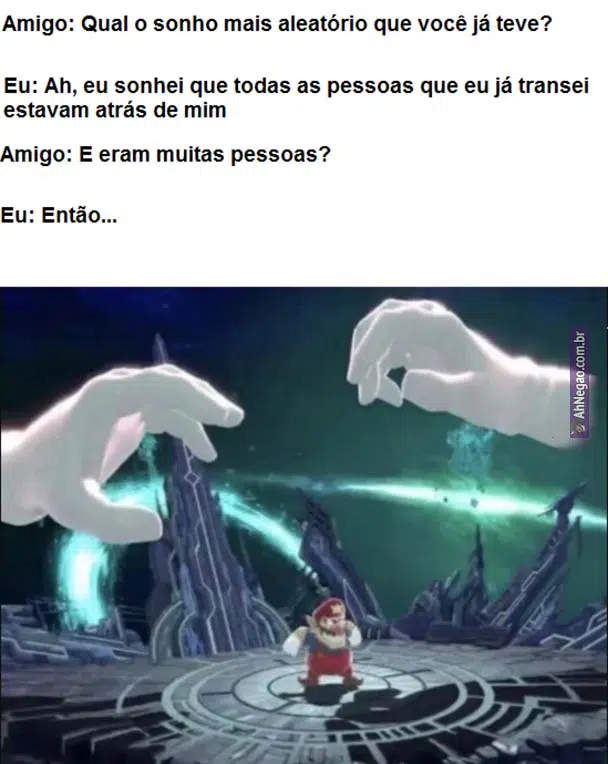 Amigo: Qual o sonho mais aleatório que você já teve?
Eu: Ah, eu sonhei que todas as pessoas que eu já transei
estavam atrás de mim
Amigo: E eram muitas pessoas?
Eu: Então...
AhNegao.com.br